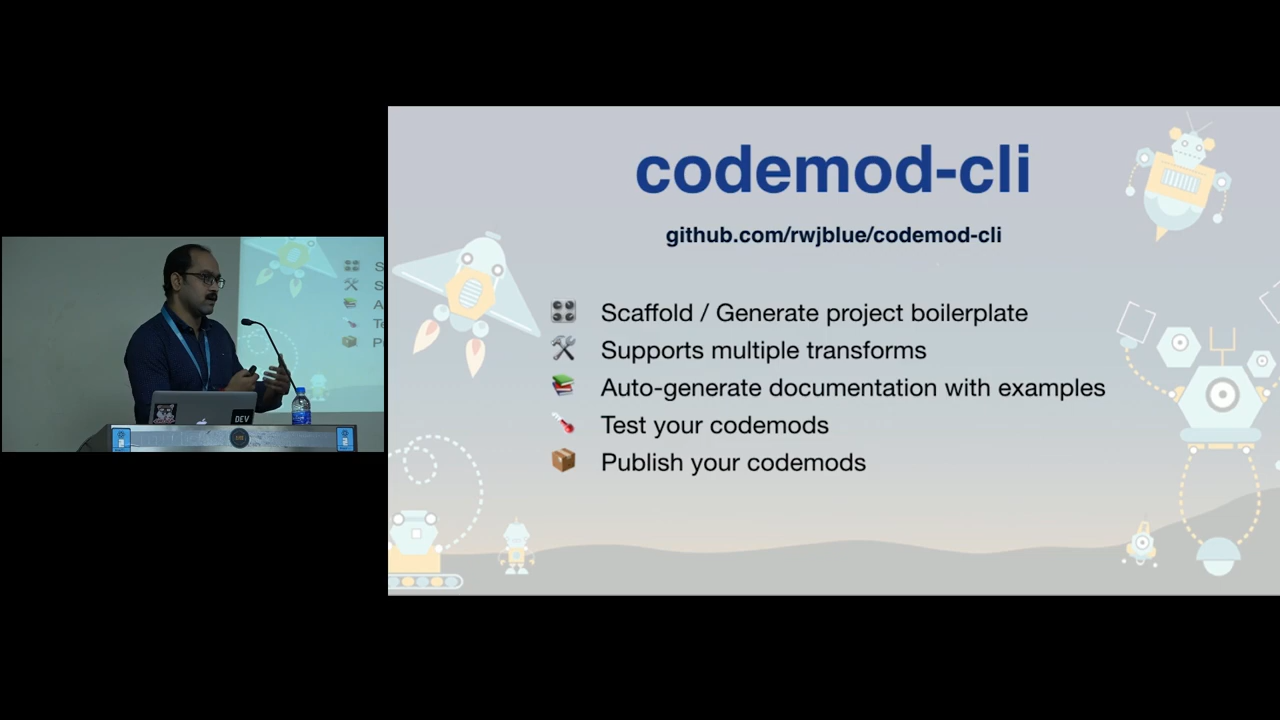 codemod-cli
github.com/rwjblue/codemod-cli
Scaffold / Generate project boilerplate
Supports multiple transforms
Auto-generate documentation with examples
Test your codemods
Publish your codemods
S
S
A
Te
P
DEV